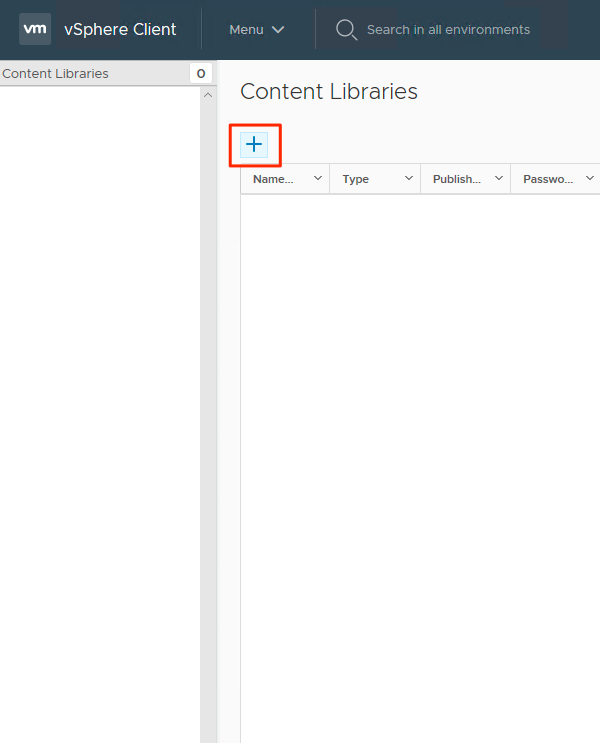 vm vSphere Client Menu Search in all environments
Content Libraries 0
Content Libraries
Name... Type Publish... Passwo...